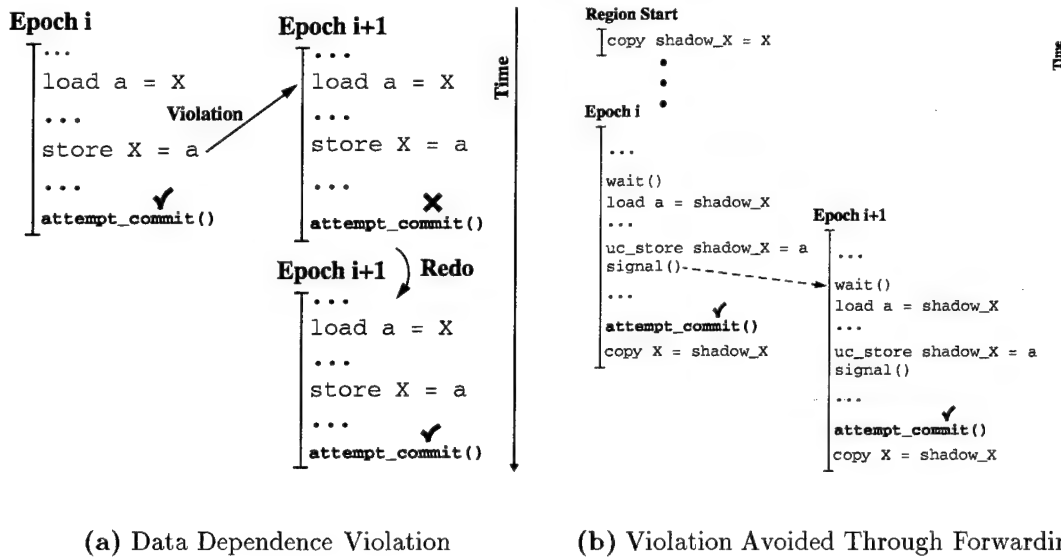 Epoch i
...
load a = X
...
store X = a
...
attempt_commit()
Violation
Epoch i+1
...
load a = X
...
store X = a
...
attempt_commit()
Epoch i+1
Redo
...
load a = X
...
store X = a
...
attempt_commit()
Time
(a) Data Dependence Violation
Region Start
copy shadow_X = X
Epoch i
...
wait()
load a = shadow_X
...
uc_store shadow_X = a
signal()
...
attempt_commit()
copy X = shadow_X
Epoch i+1
...
wait()
load a = shadow_X
...
uc_store shadow_X = a
signal()
...
attempt_commit()
copy X = shadow_X
Time
(b) Violation Avoided Through Forwardin